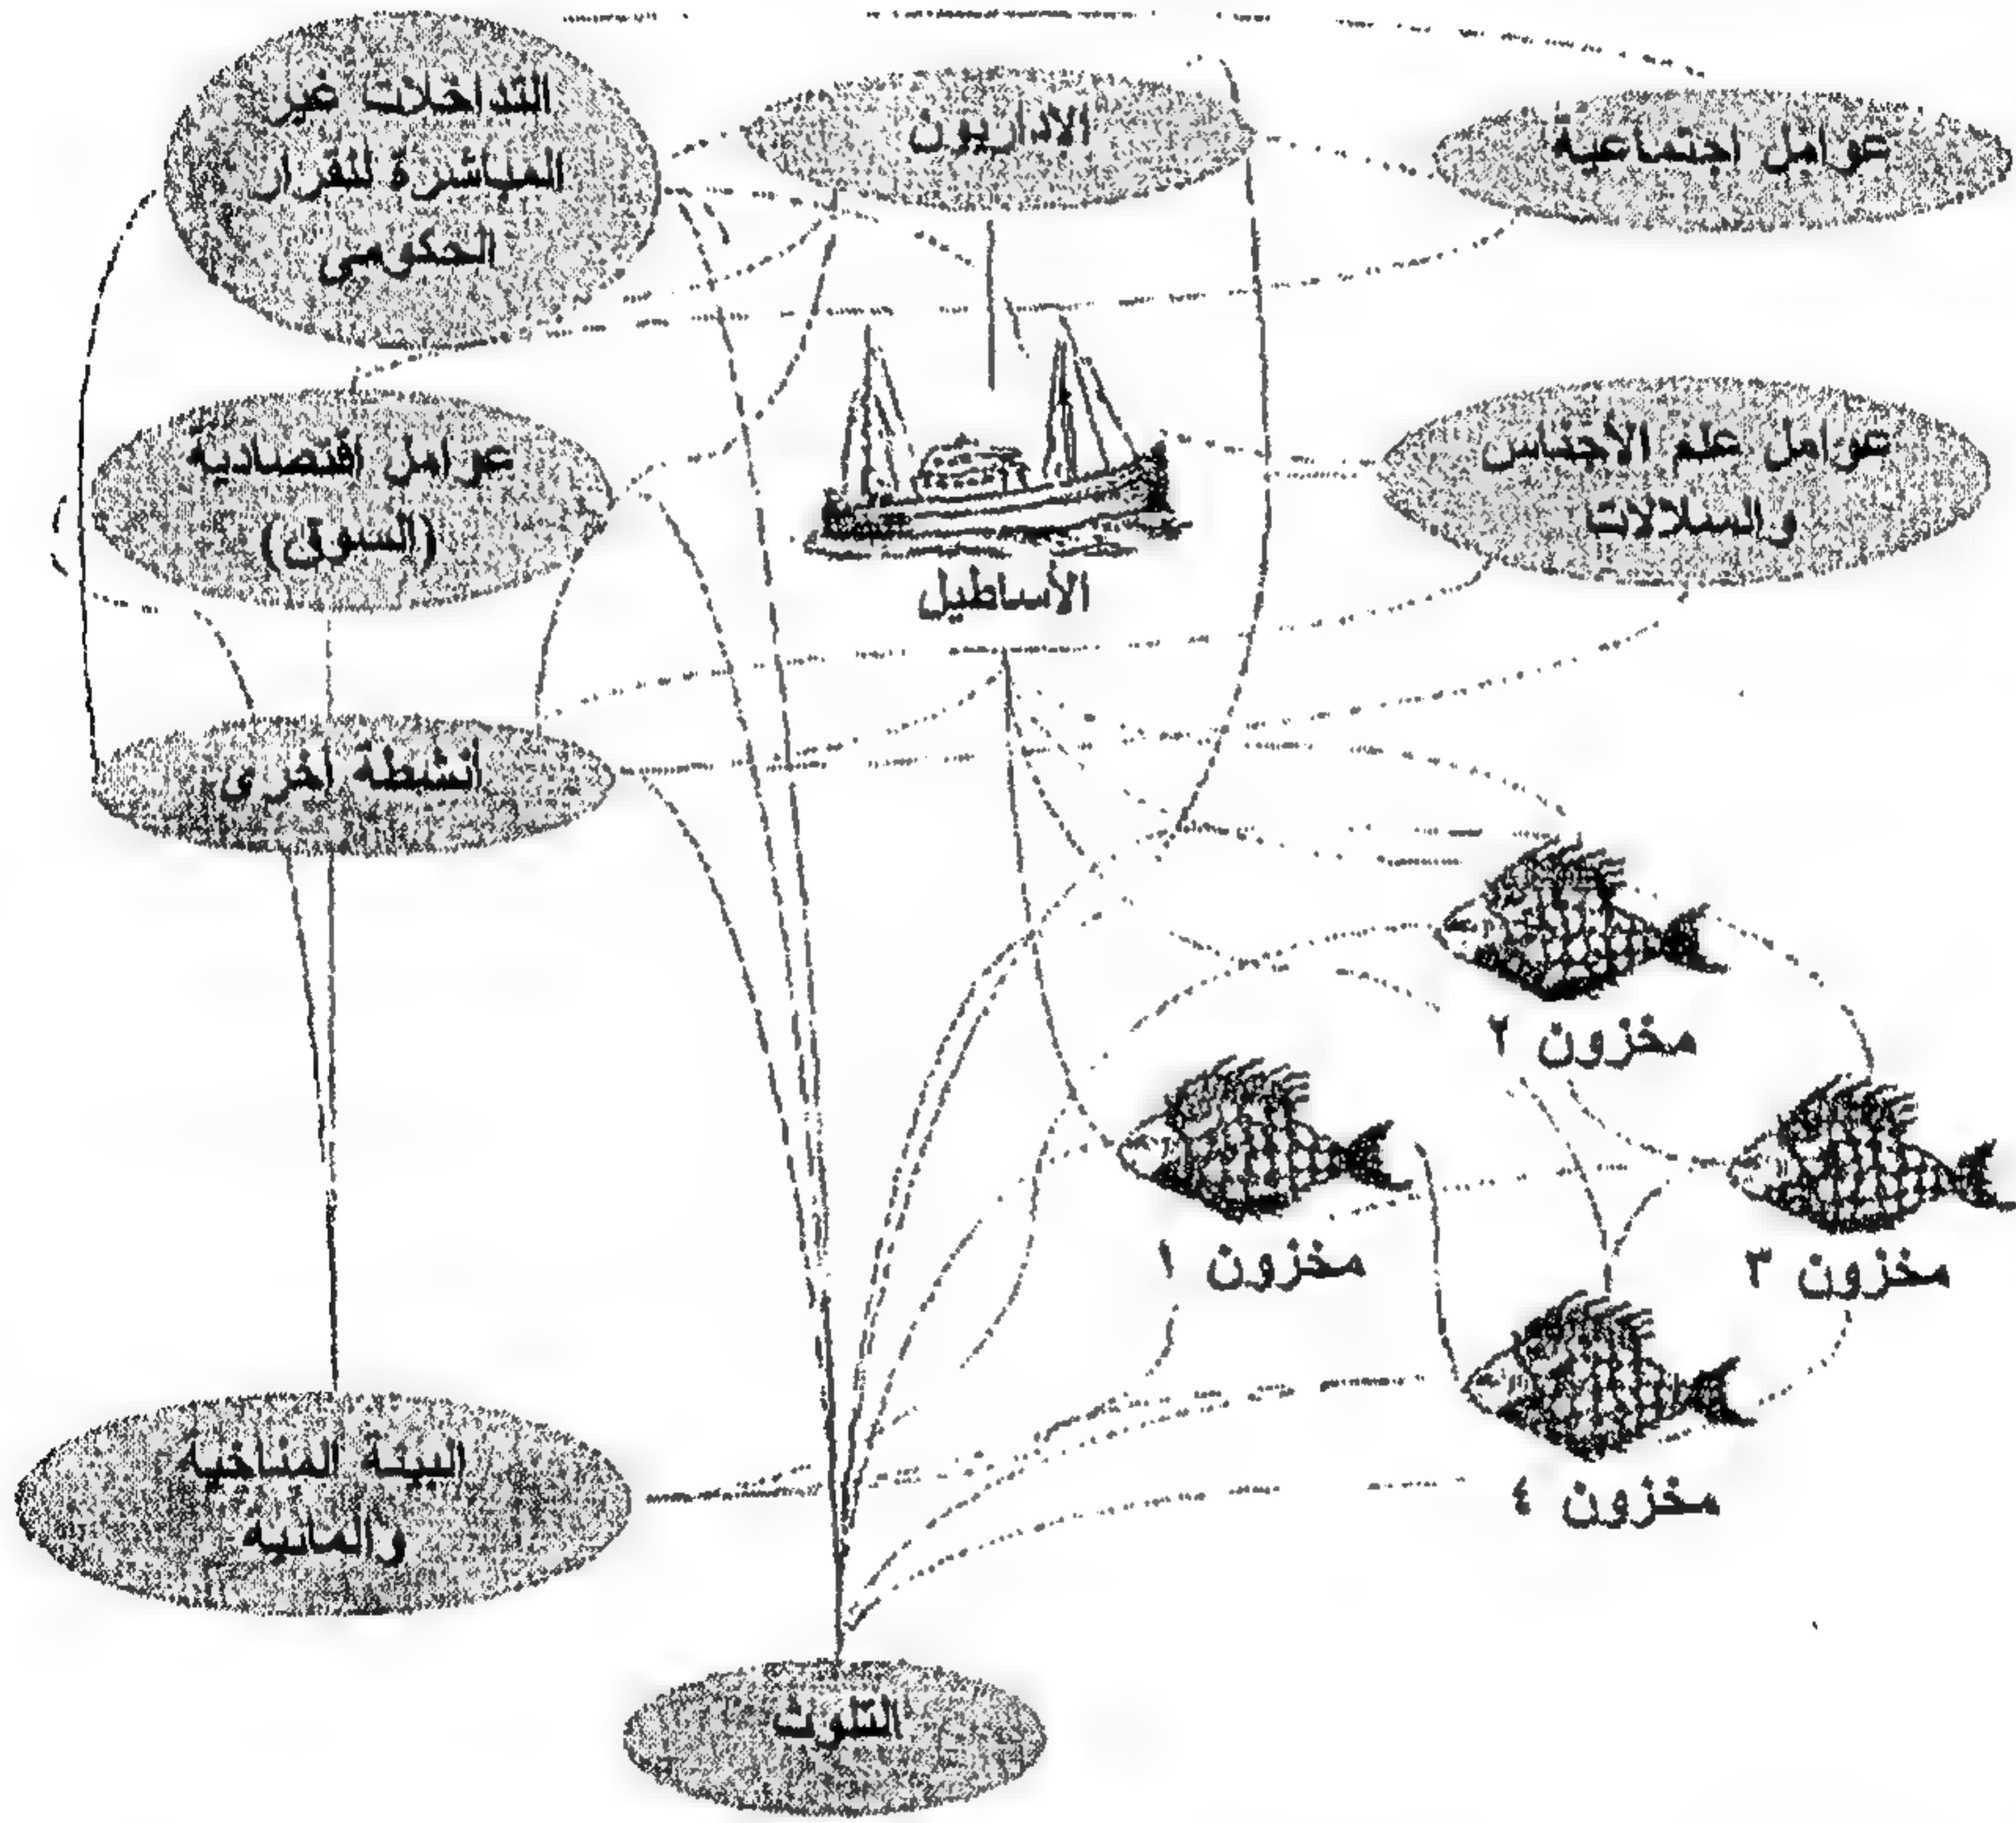 عوامل اجتماعية
الاداريون
التداخلات غير
المباشرة للقرار
الحكومى
عوامل علم الأجناس
والسلالات
الأساطيل
عوامل اقتصادية
(السوق)
أنشطة أخرى
مخزون ٢
مخزون ١
مخزون ٣
مخزون ٤
البيئة المناخية
والمائية
التلوث